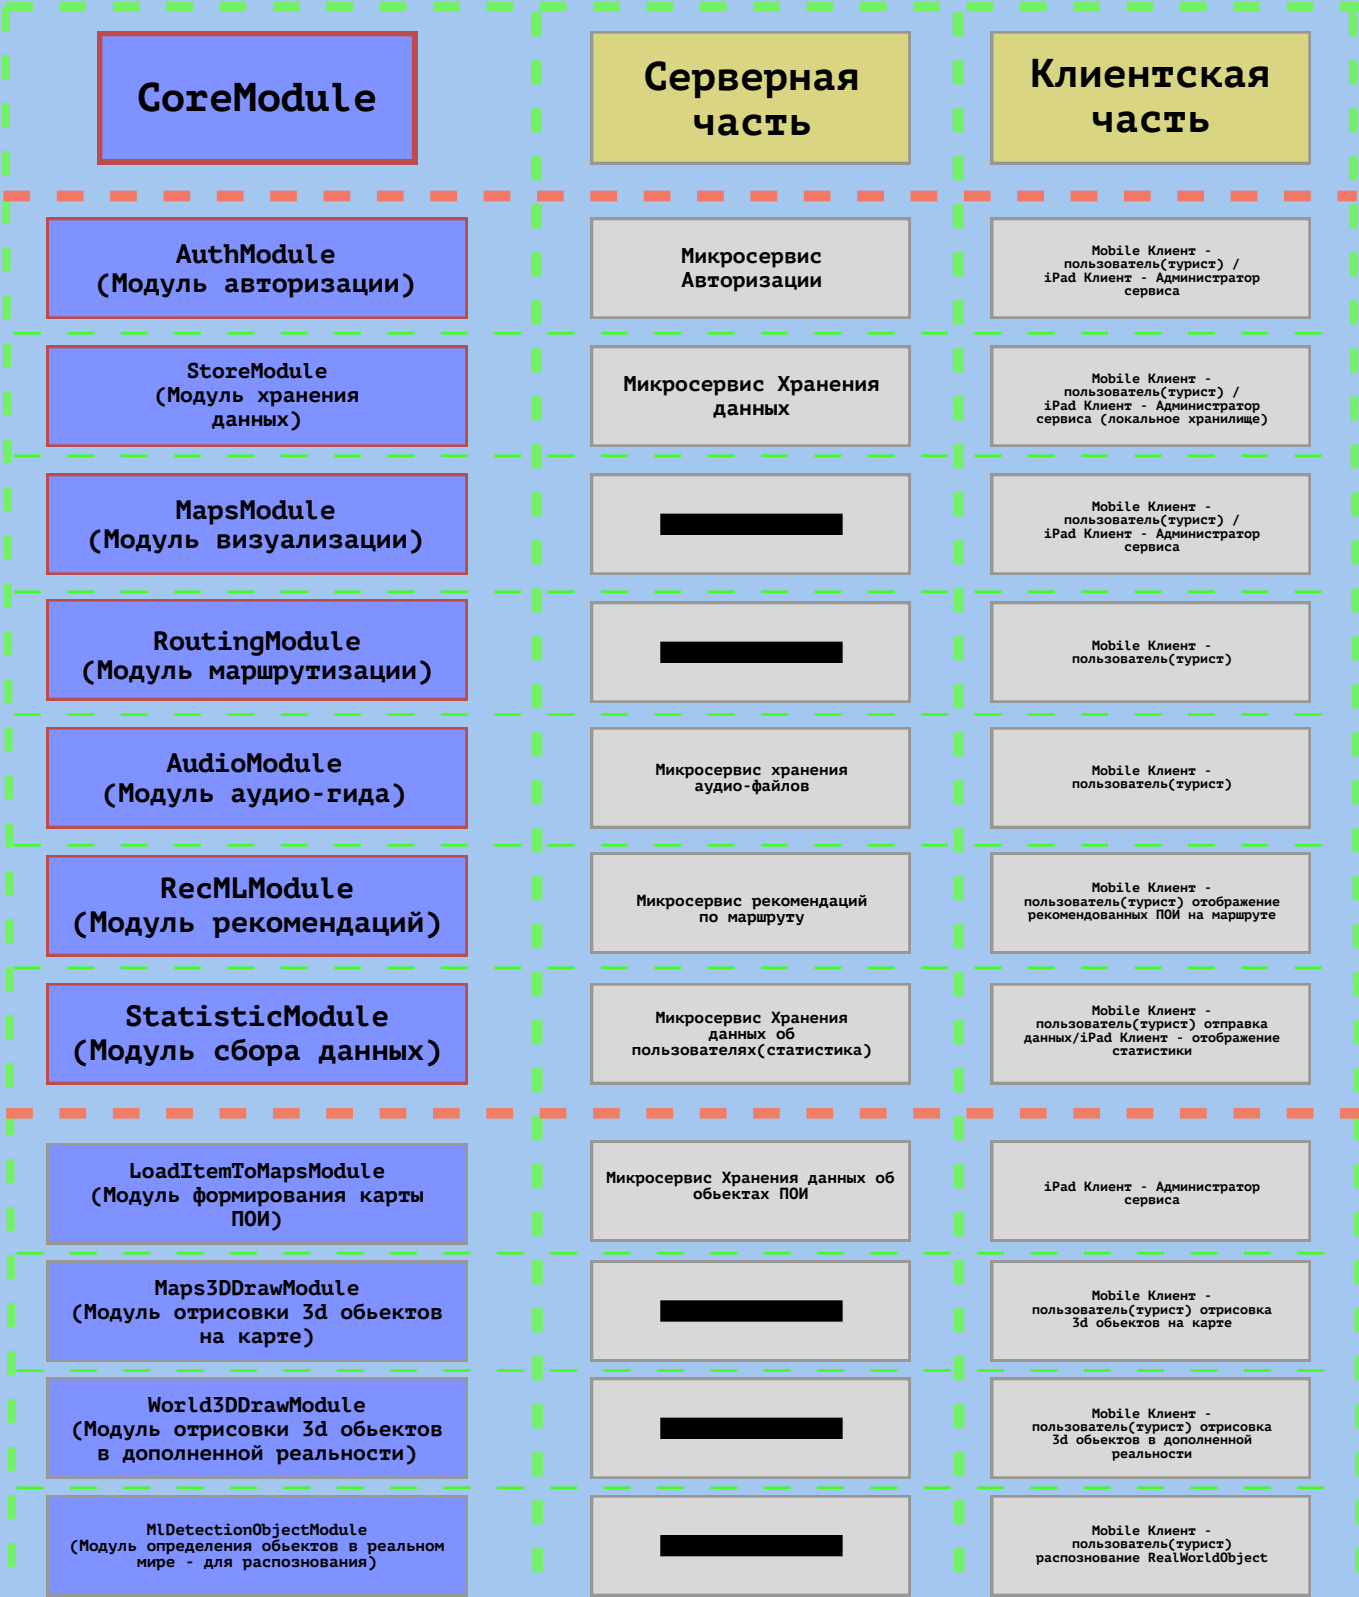 CoreModule
Серверная
часть
Клиентская
часть
AuthModule
(Модуль авторизации)
Микросервис
Авторизации
Mobile Клиент -
пользователь(турист) /
iPad Клиент - Администратор
сервиса
StoreModule
(Модуль хранения
данных)
Микросервис Хранения
данных
Mobile Клиент -
пользователь(турист) /
iPad Клиент - Администратор
сервиса (локальное хранилище)
MapsModule
(Модуль визуализации)
Mobile Клиент -
пользователь(турист) /
iPad Клиент - Администратор
сервиса
RoutingModule
(Модуль маршрутизации)
Mobile Клиент -
пользователь(турист)
AudioModule
(Модуль аудио-гида)
Микросервис хранения
аудио-файлов
Mobile Клиент -
пользователь(турист)
RecMLModule
(Модуль рекомендаций)
Микросервис рекомендаций
по маршруту
Mobile Клиент -
пользователь(турист) отображение
рекомендованных ПОИ на маршруте
StatisticModule
(Модуль сбора данных)
Микросервис Хранения
данных об
пользователях(статистика)
Mobile Клиент -
пользователь(турист) отправка
данных/iPad Клиент - отображение
статистики
LoadItemToMapsModule
(Модуль формирования карты
ПОИ)
Микросервис Хранения данных об
обьектах ПОИ
iPad Клиент - Администратор
сервиса
Maps3DDrawModule
(Модуль отрисовки 3d обьектов
на карте)
Mobile Клиент -
пользователь(турист) отрисовка
3d обьектов на карте
World3DDrawModule
(Модуль отрисовки 3d обьектов
в дополненной реальности)
Mobile Клиент -
пользователь(турист) отрисовка
3d обьектов в дополненной
реальности
MlDetectionObjectModule
(Модуль определения обьектов в реальном
мире - для распознования)
Mobile Клиент -
пользователь(турист)
распознование RealWorldObject